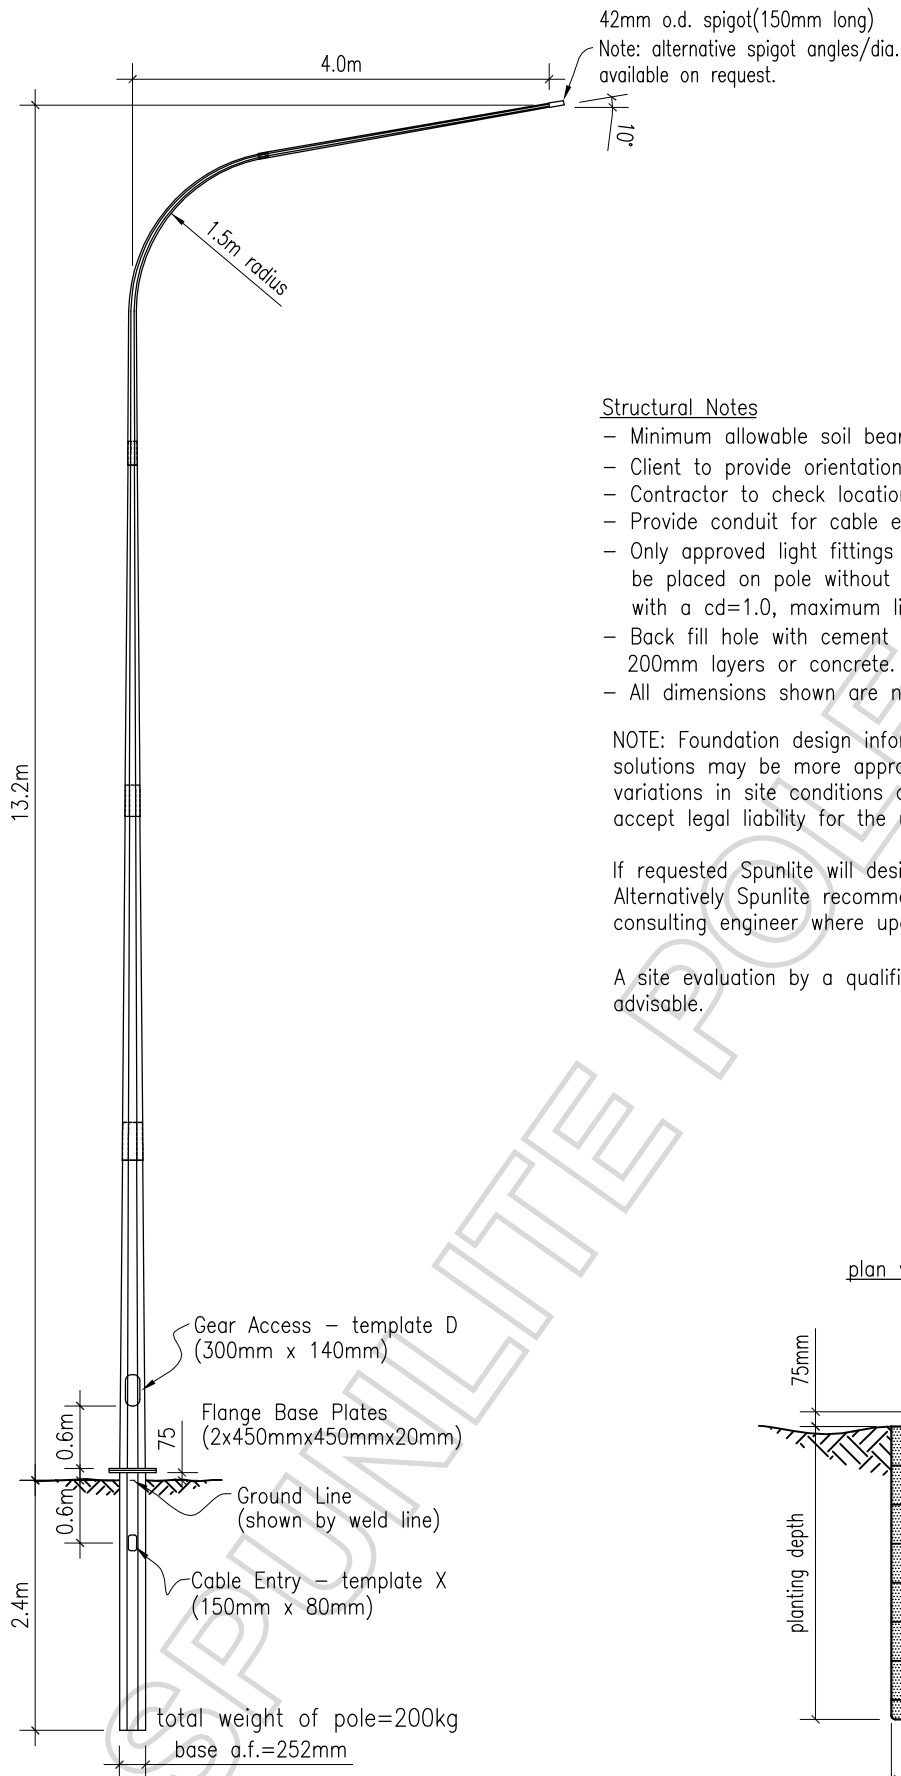 42mm o.d. spigot(150mm long)
Note: alternative spigot angles/dia.
available on request.
4.0m
10°
1.5m radius
Structural Notes
– Minimum allowable soil bear
– Client to provide orientation
– Contractor to check location
– Provide conduit for cable e
– Only approved light fittings
be placed on pole without
with a cd=1.0, maximum li
– Back fill hole with cement
200mm layers or concrete.
– All dimensions shown are n
NOTE: Foundation design infor
solutions may be more appro
variations in site conditions
accept legal liability for the
If requested Spunlite will desi
Alternatively Spunlite recomme
consulting engineer where upo
A site evaluation by a qualifi
advisable.
13.2m
SPUNLITE POLE
plan
Gear Access – template D
(300mm x 140mm)
75mm
Flange Base Plates
(2x450mmx450mmx20mm)
0.6m
75
Ground Line
(shown by weld line)
0.6m
Cable Entry – template X
(150mm x 80mm)
planting depth
2.4m
total weight of pole=200kg
base a.f.=252mm